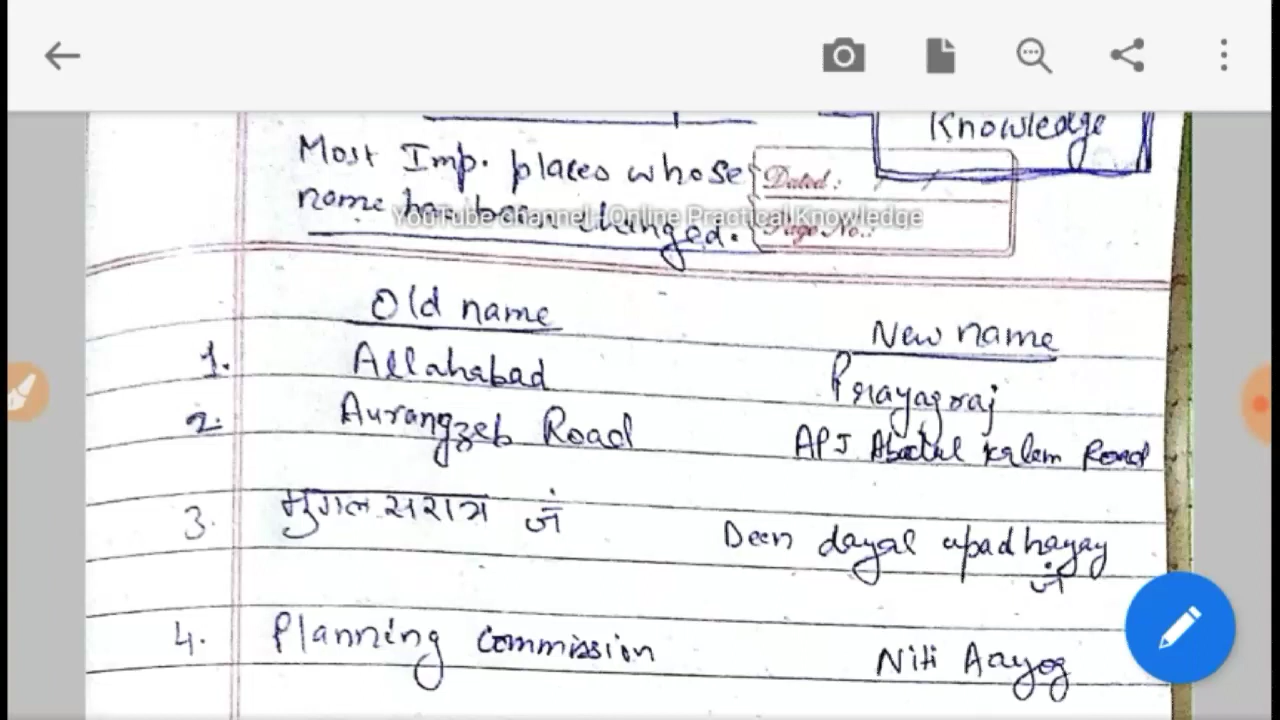 Knowledge
Most Imp. places whose
name has been changed.
Dated :
Page No.:
YouTube channel : Online Practical Knowledge
Old name New name
1. Allahabad Prayagraj
2. Aurangzeb Road APJ Abdul Kalam Road
3. मुगल सराय जं Deen dayal upadhayay
जं
4. Planning Commission Niti Aayog